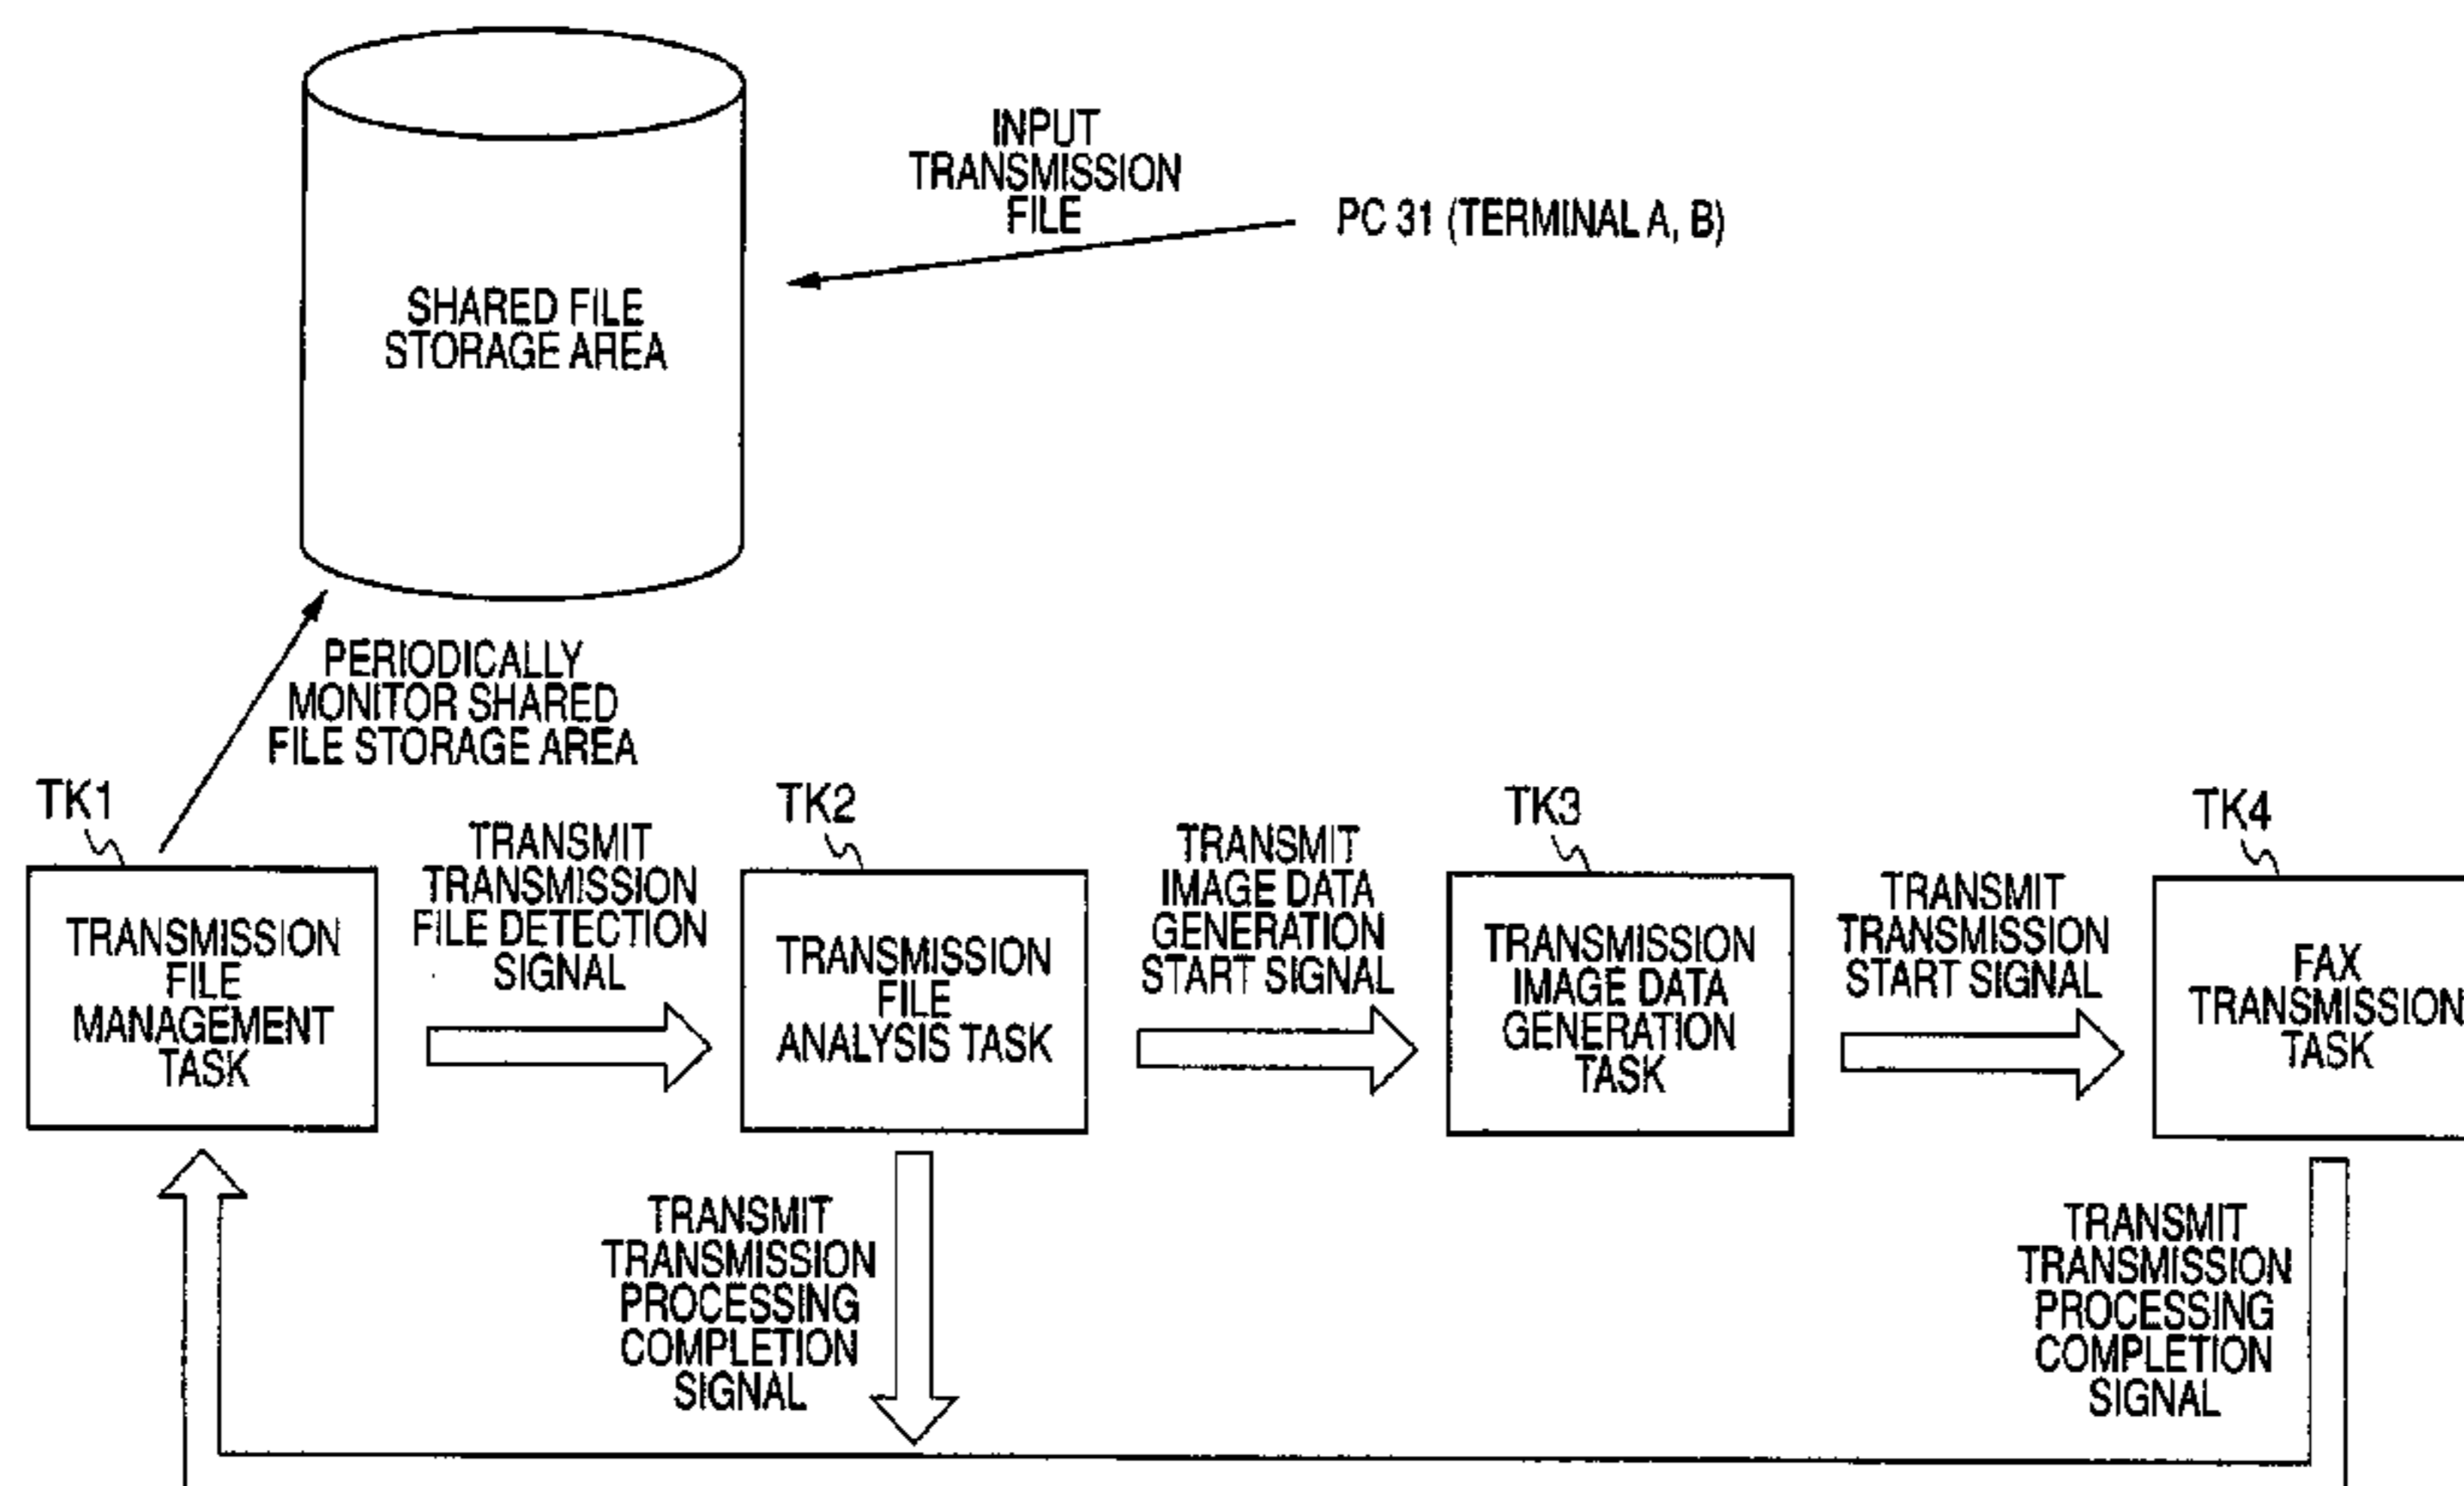 INPUT
TRANSMISSION
FILE
PC 31 (TERMINAL A, B)
SHARED FILE
STORAGE AREA
PERIODICALLY
MONITOR SHARED
FILE STORAGE AREA
TK1
TRANSMISSION
FILE
MANAGEMENT
TASK
TRANSMIT
TRANSMISSION
FILE DETECTION
SIGNAL
TK2
TRANSMISSION
FILE
ANALYSIS TASK
TRANSMIT
IMAGE DATA
GENERATION
START SIGNAL
TK3
TRANSMISSION
IMAGE DATA
GENERATION
TASK
TRANSMIT
TRANSMISSION
START SIGNAL
TK4
FAX
TRANSMISSION
TASK
TRANSMIT
TRANSMISSION
PROCESSING
COMPLETION
SIGNAL
TRANSMIT
TRANSMISSION
PROCESSING
COMPLETION
SIGNAL